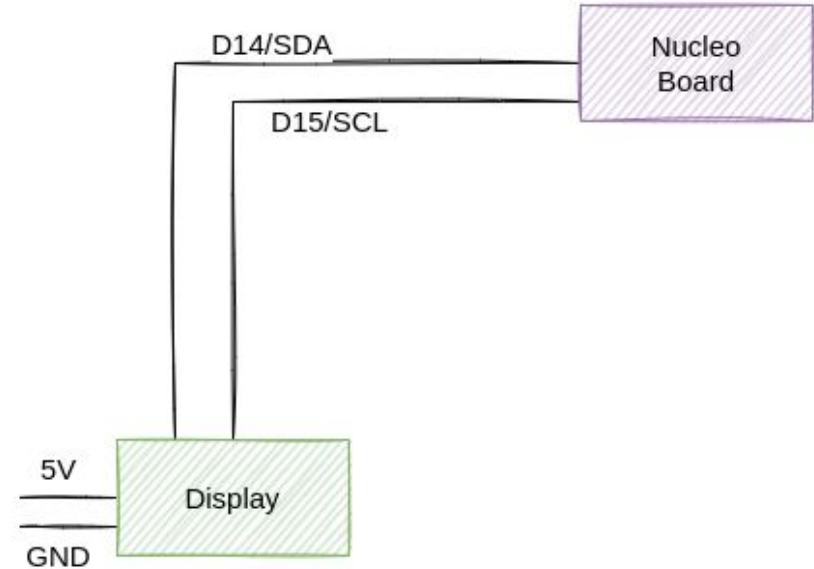 D14/SDA
Nucleo
Board
D15/SCL
5V
Display
GND